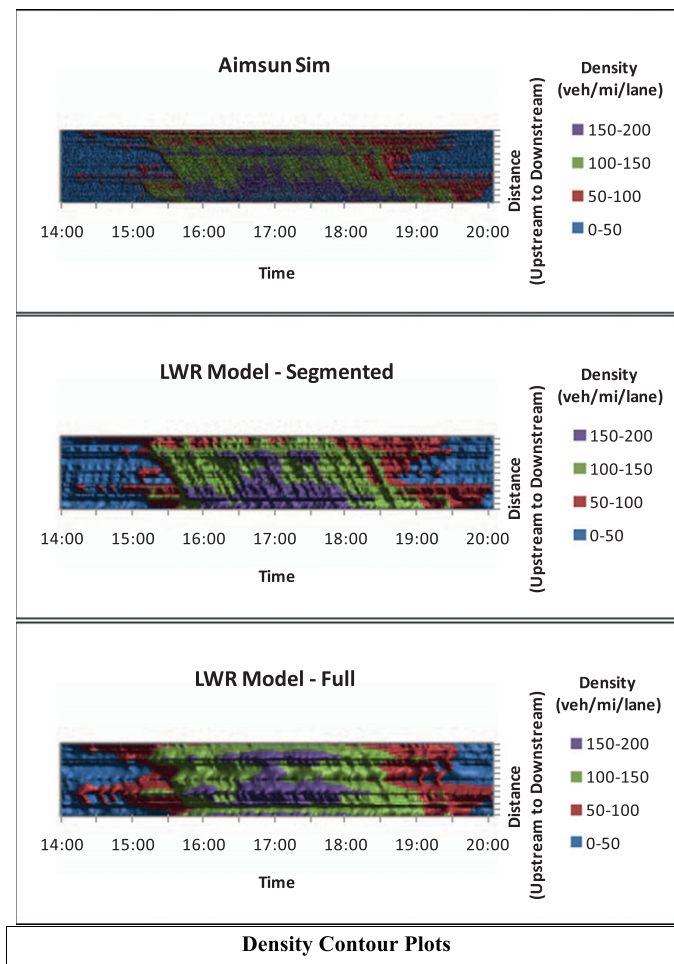 Aimsun Sim
Distance
(Upstream to Downstream)
Density
(veh/mi/lane)
150-200
100-150
50-100
0-50
14:00 15:00 16:00 17:00 18:00 19:00 20:00
Time
LWR Model - Segmented
Distance
(Upstream to Downstream)
Density
(veh/mi/lane)
150-200
100-150
50-100
0-50
14:00 15:00 16:00 17:00 18:00 19:00 20:00
Time
LWR Model - Full
Distance
(Upstream to Downstream)
Density
(veh/mi/lane)
150-200
100-150
50-100
0-50
14:00 15:00 16:00 17:00 18:00 19:00 20:00
Time
Density Contour Plots